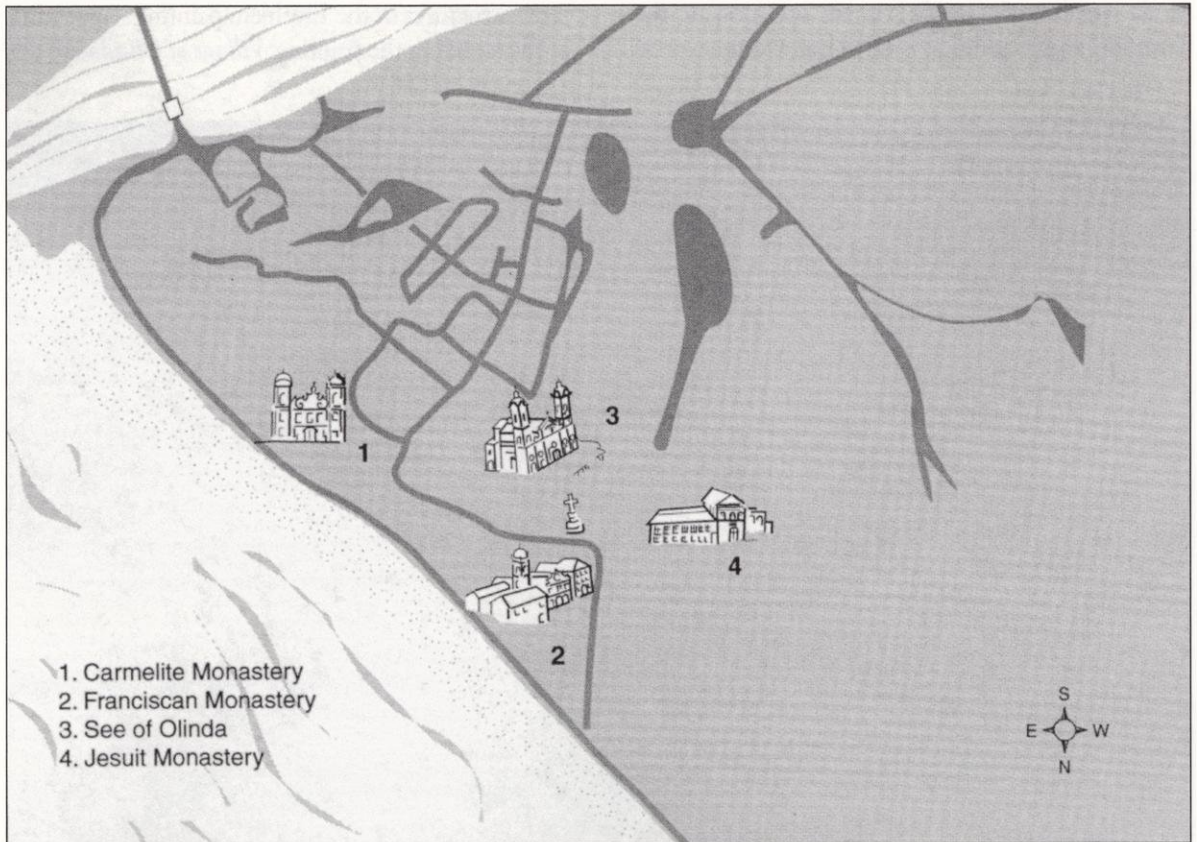 3
1
4
2
1. Carmelite Monastery
2. Franciscan Monastery
3. See of Olinda
4. Jesuit Monastery
S
E W
N